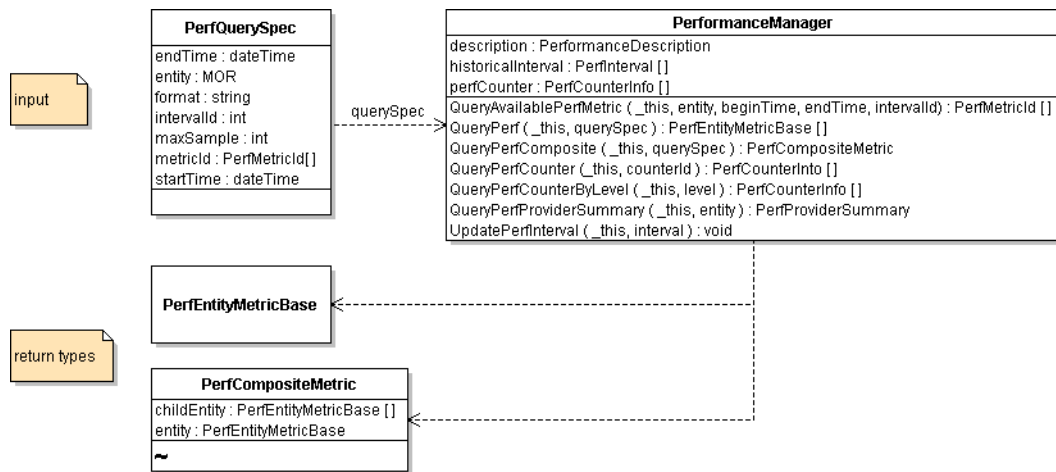 PerfQuerySpec
endTime : dateTime
entity : MOR
format : string
intervalId : int
maxSample : int
metricId : PerfMetricId[]
startTime : dateTime
input
querySpec
PerformanceManager
description : PerformanceDescription
historicalInterval : PerfInterval [ ]
perfCounter : PerfCounterInfo [ ]
QueryAvailablePerfMetric ( _this, entity, beginTime, endTime, intervalId) : PerfMetricId [ ]
QueryPerf ( _this, querySpec ) : PerfEntityMetricBase [ ]
QueryPerfComposite ( _this, querySpec ) : PerfCompositeMetric
QueryPerfCounter (_this, counterId ) : PerfCounterInto [ ]
QueryPerfCounterByLevel ( _this, level ) : PerfCounterInfo [ ]
QueryPerfProviderSummary ( _this, entity ) : PerfProviderSummary
UpdatePerfInterval ( _this, interval ) : void
PerfEntityMetricBase
return types
PerfCompositeMetric
childEntity : PerfEntityMetricBase [ ]
entity : PerfEntityMetricBase
~